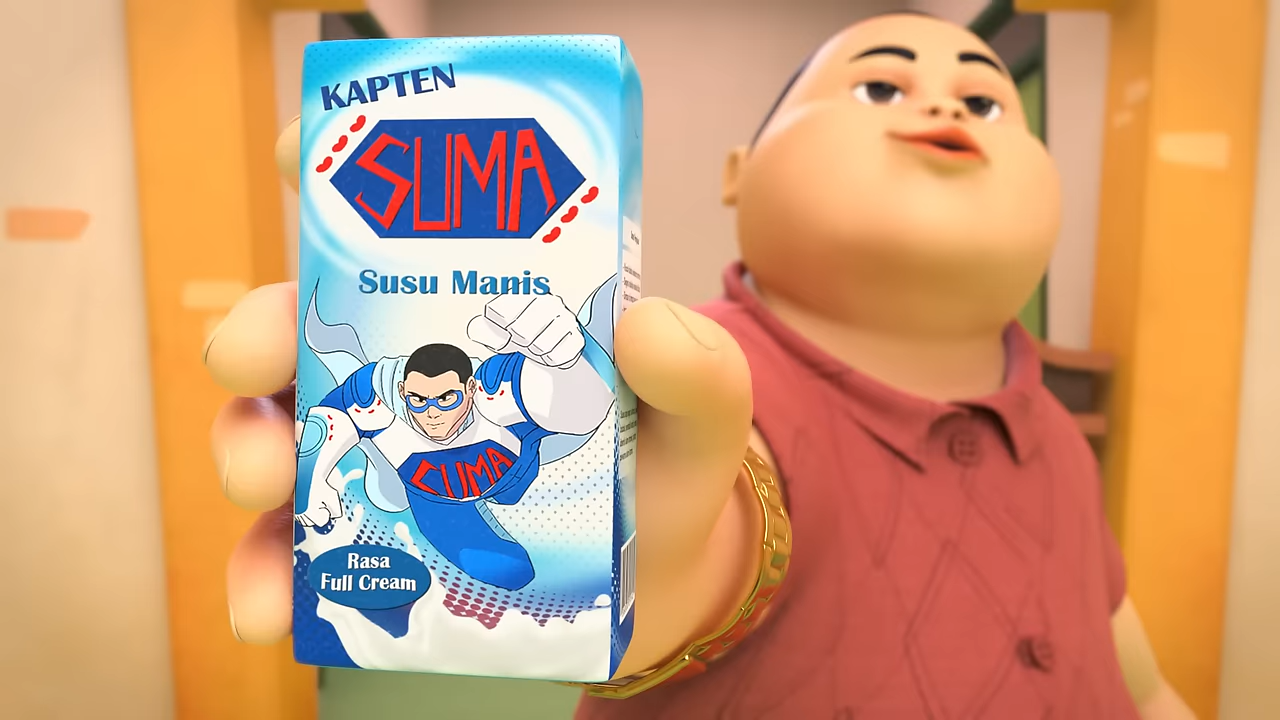 KAPTEN
SUMA
Susu Manis
SUMA
Rasa
Full Cream